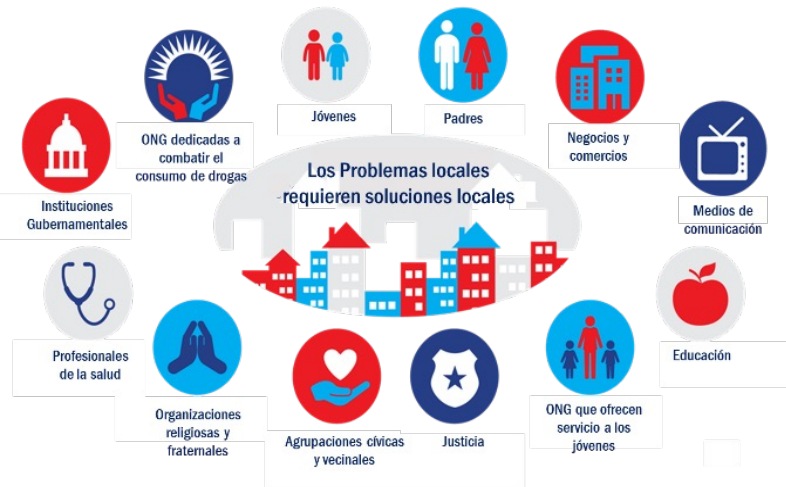 Jóvenes
Padres
ONG dedicadas a
combatir el
consumo de drogas
Negocios y
comercios
Los Problemas locales
requieren soluciones locales
Instituciones
Gubernamentales
Medios de
comunicación
Profesionales
de la salud
Educación
Organizaciones
religiosas y
fraternales
Agrupaciones cívicas
y vecinales
Justicia
ONG que ofrecen
servicio a los
jóvenes